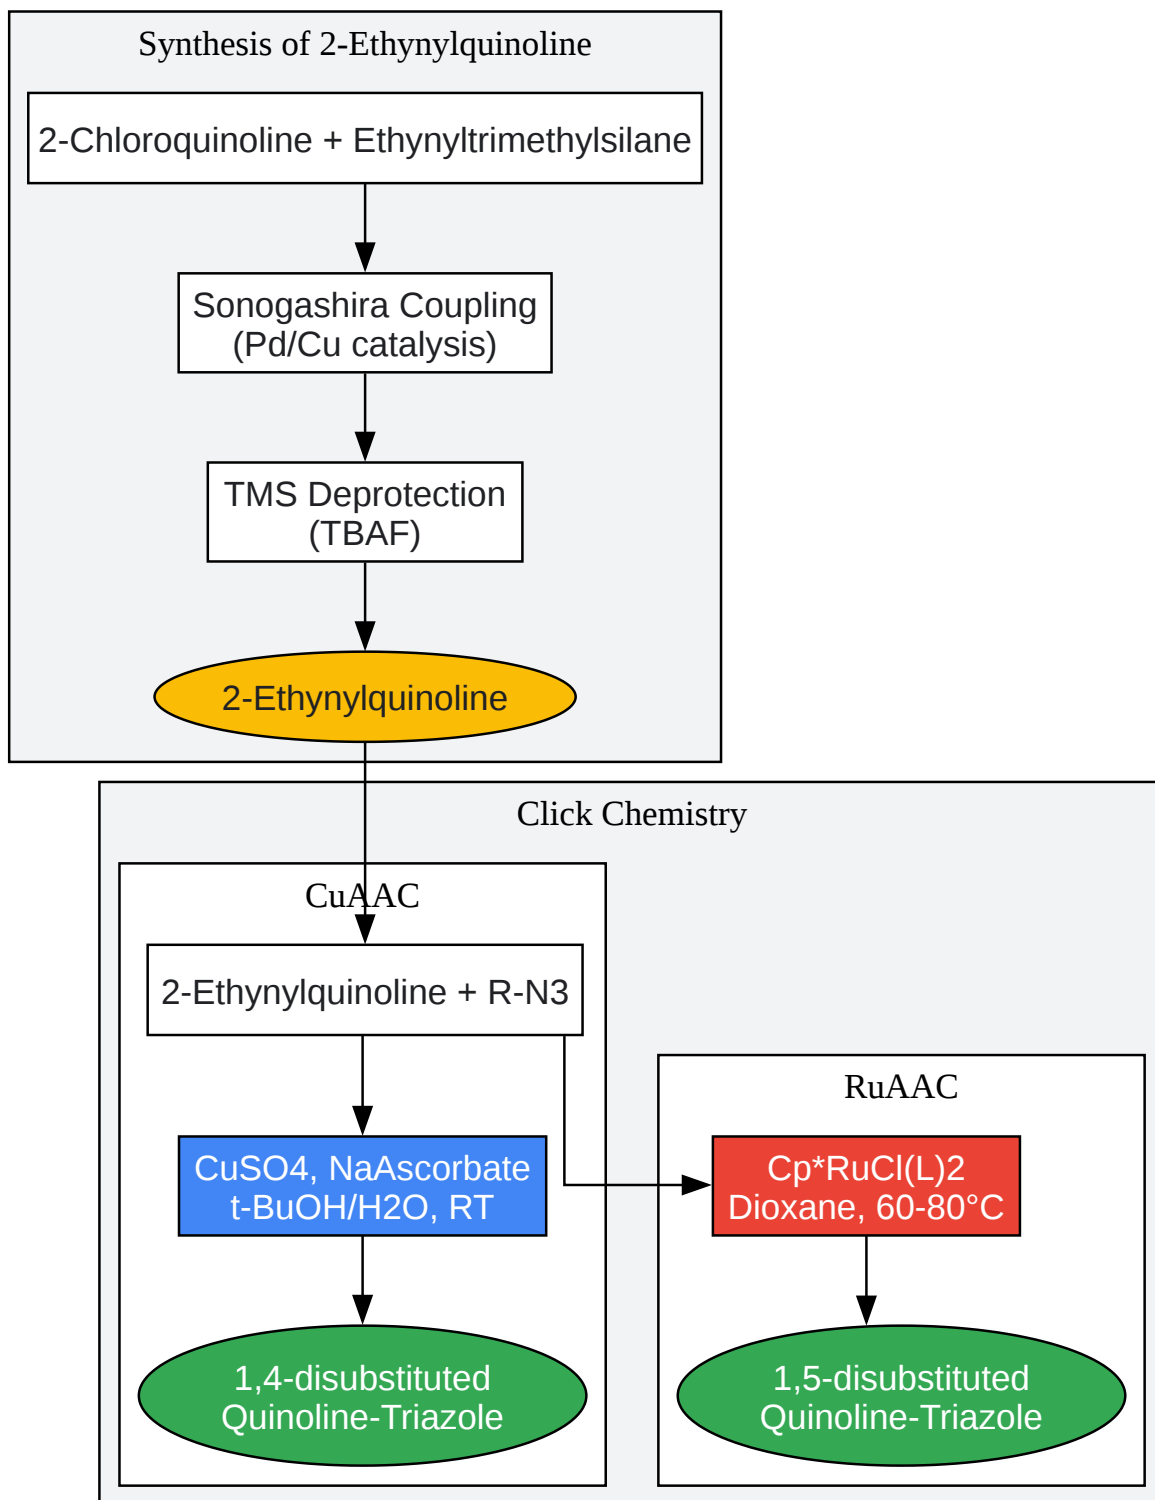 Synthesis of 2-Ethynylquinoline
2-Chloroquinoline + Ethynyltrimethylsilane
Sonogashira Coupling
(Pd/Cu catalysis)
TMS Deprotection
(TBAF)
2-Ethynylquinoline
Click Chemistry
CuAAC
2-Ethynylquinoline + R-N3
CuSO4, NaAscorbate
t-BuOH/H2O, RT
1,4-disubstituted
Quinoline-Triazole
RuAAC
Cp*RuCl(L)2
Dioxane, 60-80°C
1,5-disubstituted
Quinoline-Triazole